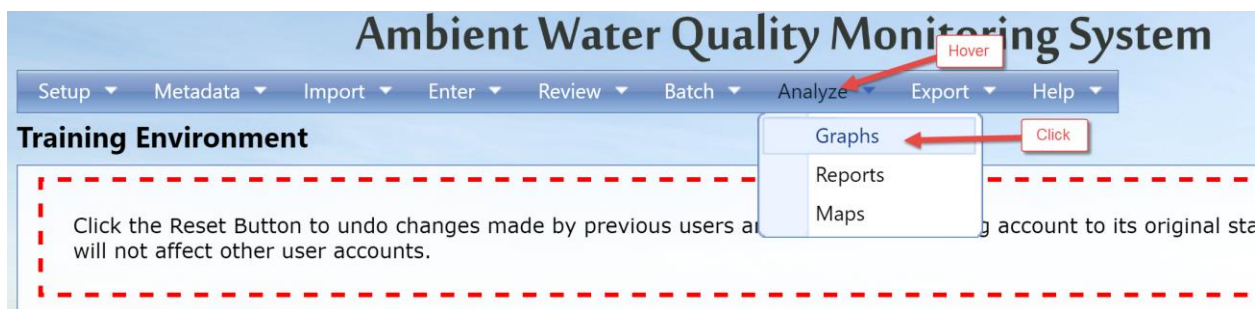 Ambient Water Quality Monitoring System
Hover
Setup Metadata Import Enter Review Batch Analyze Export Help
Training Environment
Graphs
Click
Reports
Maps
Click the Reset Button to undo changes made by previous users account to its original
will not affect other user accounts.